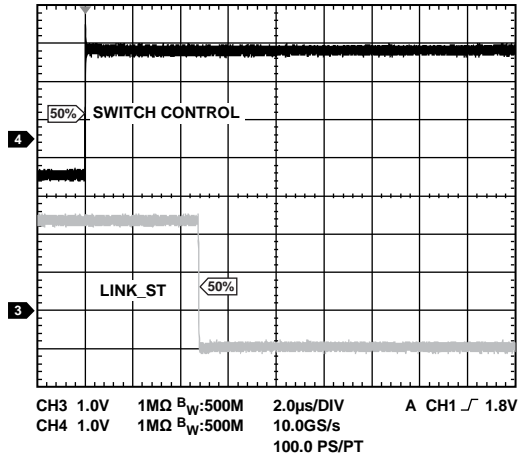 50% SWITCH CONTROL
4
LINK_ST 50%
3
CH3 1.0V 1MΩ BW:500M 2.0µs/DIV A CH1 1.8V
CH4 1.0V 1MΩ BW:500M 10.0GS/s
100.0 PS/PT